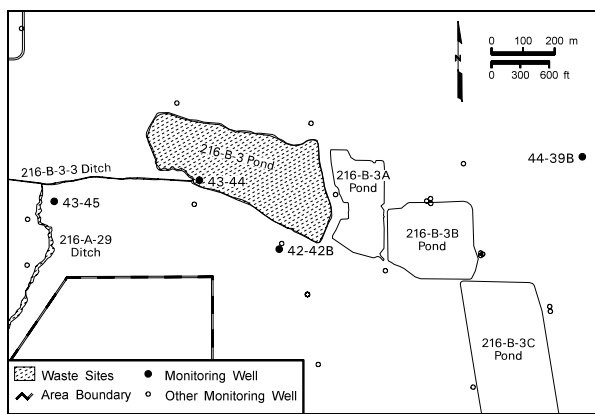 0 100 200 m
N
0 300 600 ft
44-39B
216-B-3 Pond
216-B-3-3 Ditch
216-B-3A
Pond
43-44
43-45
216-A-29
Ditch
216-B-3B
Pond
42-42B
216-B-3C
Pond
Waste Sites
Monitoring Well
Area Boundary
Other Monitoring Well